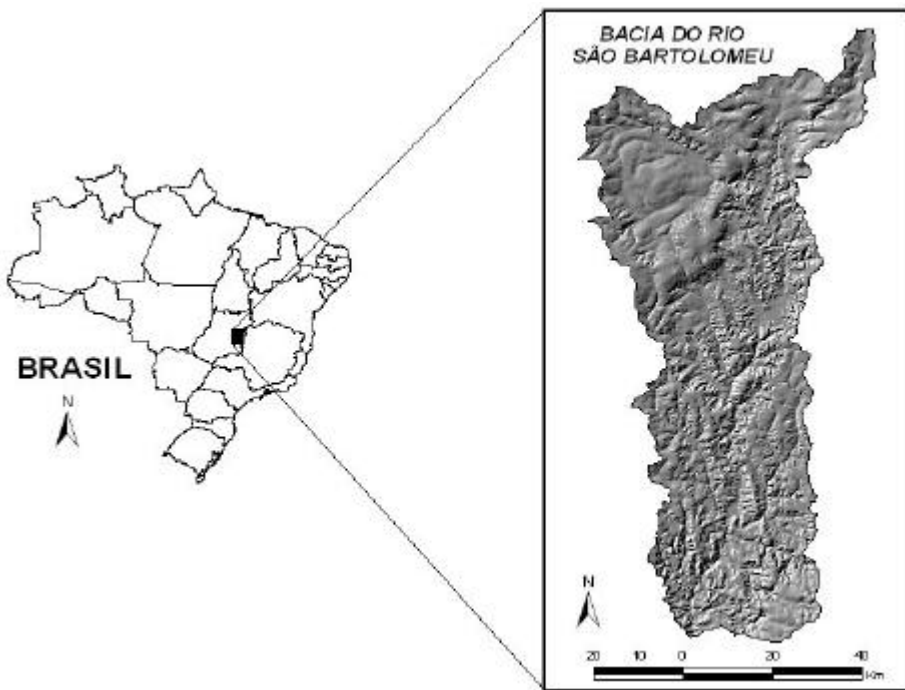 BACIA DO RIO
SÃO BARTOLOMEU
BRASIL
N
N
20 10 0 20 40
Km